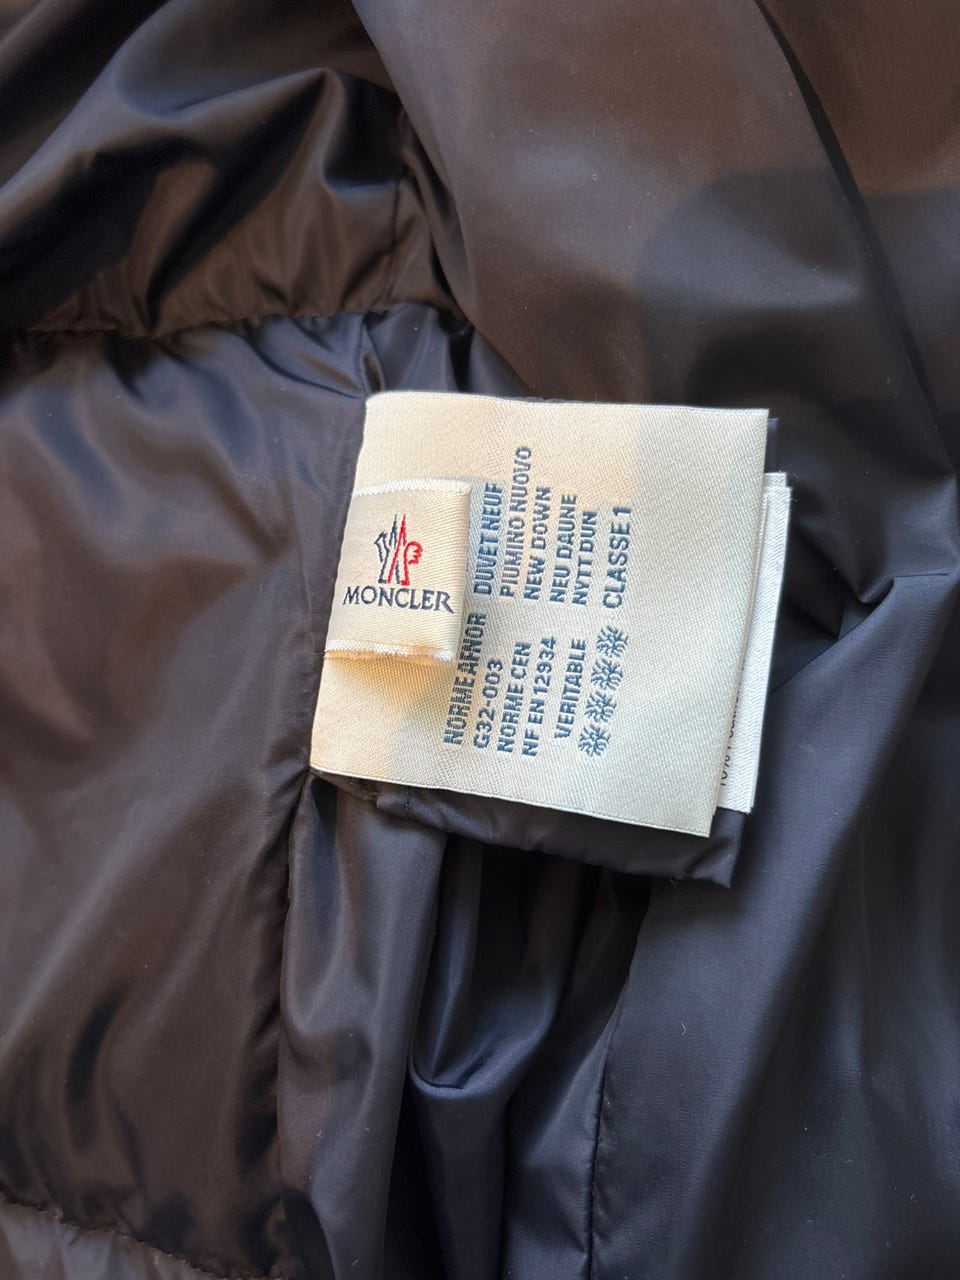 MONCLER
NORME AFNOR
G32-003
NORME CEN
NF EN 12934
VERITABLE
DUVET NEUF
PIUMINO NUOVO
NEW DOWN
NEU DAUNE
NYIT DUN
CLASSE 1